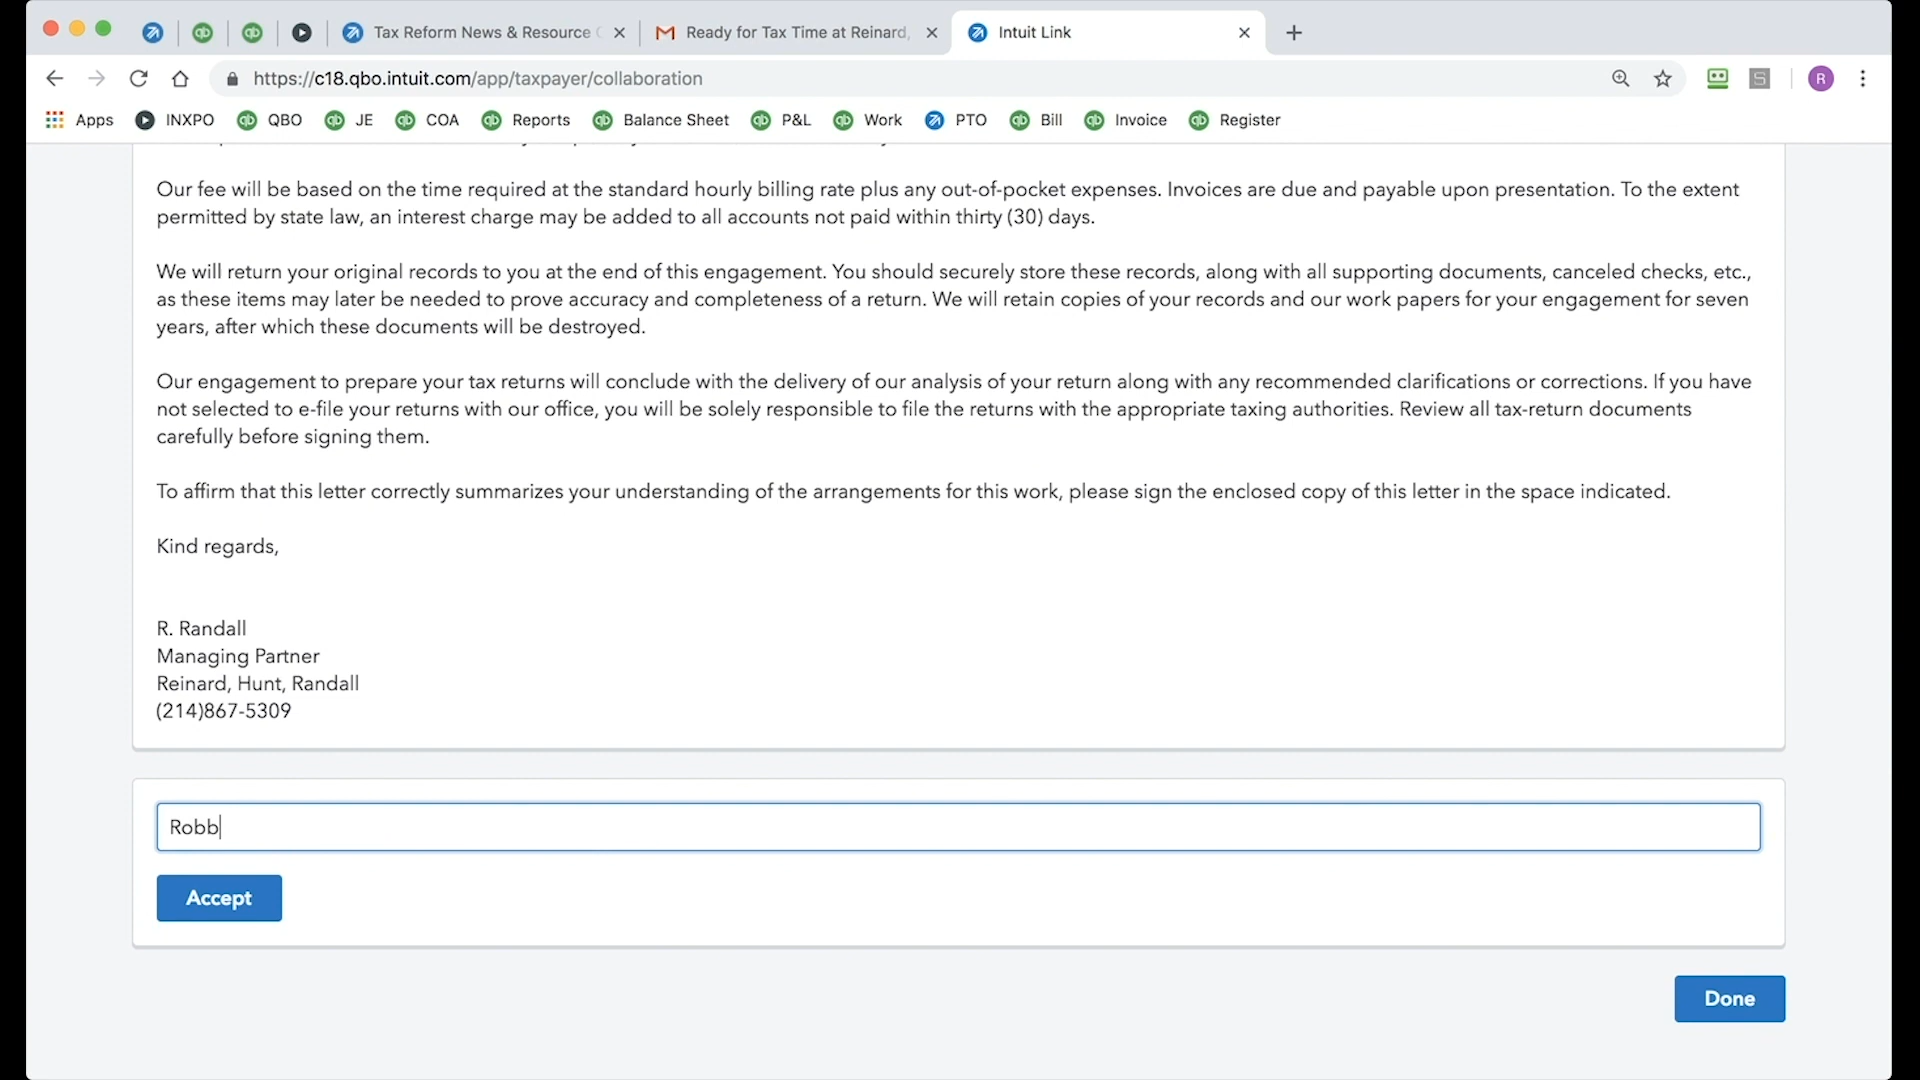 Tax Reform News & Resource
Ready for Tax Time at Reinard,
Intuit Link
https://c18.qbo.intuit.com/app/taxpayer/collaboration
S
R
Apps
INXPO
qb QBO
qb JE
qb COA
qb Reports
qb Balance Sheet
qb P&L
qb Work
PTO
qb Bill
qb Invoice
qb Register
Our fee will be based on the time required at the standard hourly billing rate plus any out-of-pocket expenses. Invoices are due and payable upon presentation. To the extent
permitted by state law, an interest charge may be added to all accounts not paid within thirty (30) days.
We will return your original records to you at the end of this engagement. You should securely store these records, along with all supporting documents, canceled checks, etc.,
as these items may later be needed to prove accuracy and completeness of a return. We will retain copies of your records and our work papers for your engagement for seven
years, after which these documents will be destroyed.
Our engagement to prepare your tax returns will conclude with the delivery of our analysis of your return along with any recommended clarifications or corrections. If you have
not selected to e-file your returns with our office, you will be solely responsible to file the returns with the appropriate taxing authorities. Review all tax-return documents
carefully before signing them.
To affirm that this letter correctly summarizes your understanding of the arrangements for this work, please sign the enclosed copy of this letter in the space indicated.
Kind regards,
R. Randall
Managing Partner
Reinard, Hunt, Randall
(214)867-5309
Robb
Accept
Done